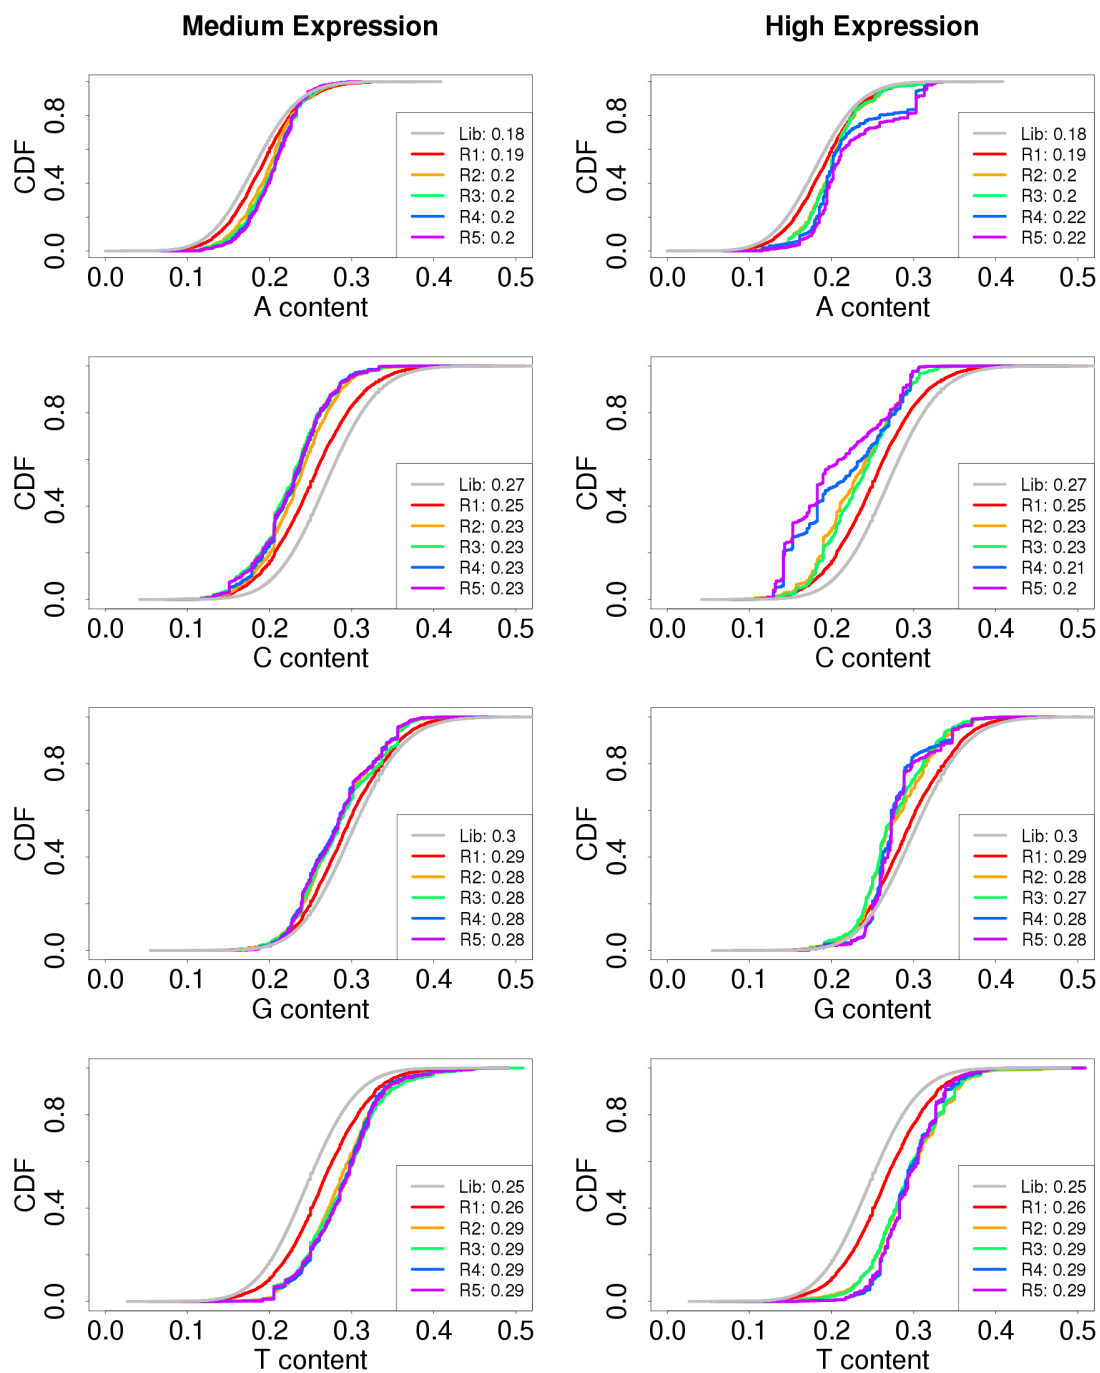 Medium Expression
High Expression
CDF
0.0 0.4 0.8
Lib: 0.18
R1: 0.19
R2: 0.2
R3: 0.2
R4: 0.2
R5: 0.2
0.0 0.1 0.2 0.3 0.4 0.5
A content
CDF
0.0 0.4 0.8
Lib: 0.18
R1: 0.19
R2: 0.2
R3: 0.2
R4: 0.22
R5: 0.22
0.0 0.1 0.2 0.3 0.4 0.5
A content
CDF
0.0 0.4 0.8
Lib: 0.27
R1: 0.25
R2: 0.23
R3: 0.23
R4: 0.23
R5: 0.23
0.0 0.1 0.2 0.3 0.4 0.5
C content
CDF
0.0 0.4 0.8
Lib: 0.27
R1: 0.25
R2: 0.23
R3: 0.23
R4: 0.21
R5: 0.2
0.0 0.1 0.2 0.3 0.4 0.5
C content
CDF
0.0 0.4 0.8
Lib: 0.3
R1: 0.29
R2: 0.28
R3: 0.28
R4: 0.28
R5: 0.28
0.0 0.1 0.2 0.3 0.4 0.5
G content
CDF
0.0 0.4 0.8
Lib: 0.3
R1: 0.29
R2: 0.28
R3: 0.27
R4: 0.28
R5: 0.28
0.0 0.1 0.2 0.3 0.4 0.5
G content
CDF
0.0 0.4 0.8
Lib: 0.25
R1: 0.26
R2: 0.29
R3: 0.29
R4: 0.29
R5: 0.29
0.0 0.1 0.2 0.3 0.4 0.5
T content
CDF
0.0 0.4 0.8
Lib: 0.25
R1: 0.26
R2: 0.29
R3: 0.29
R4: 0.29
R5: 0.29
0.0 0.1 0.2 0.3 0.4 0.5
T content